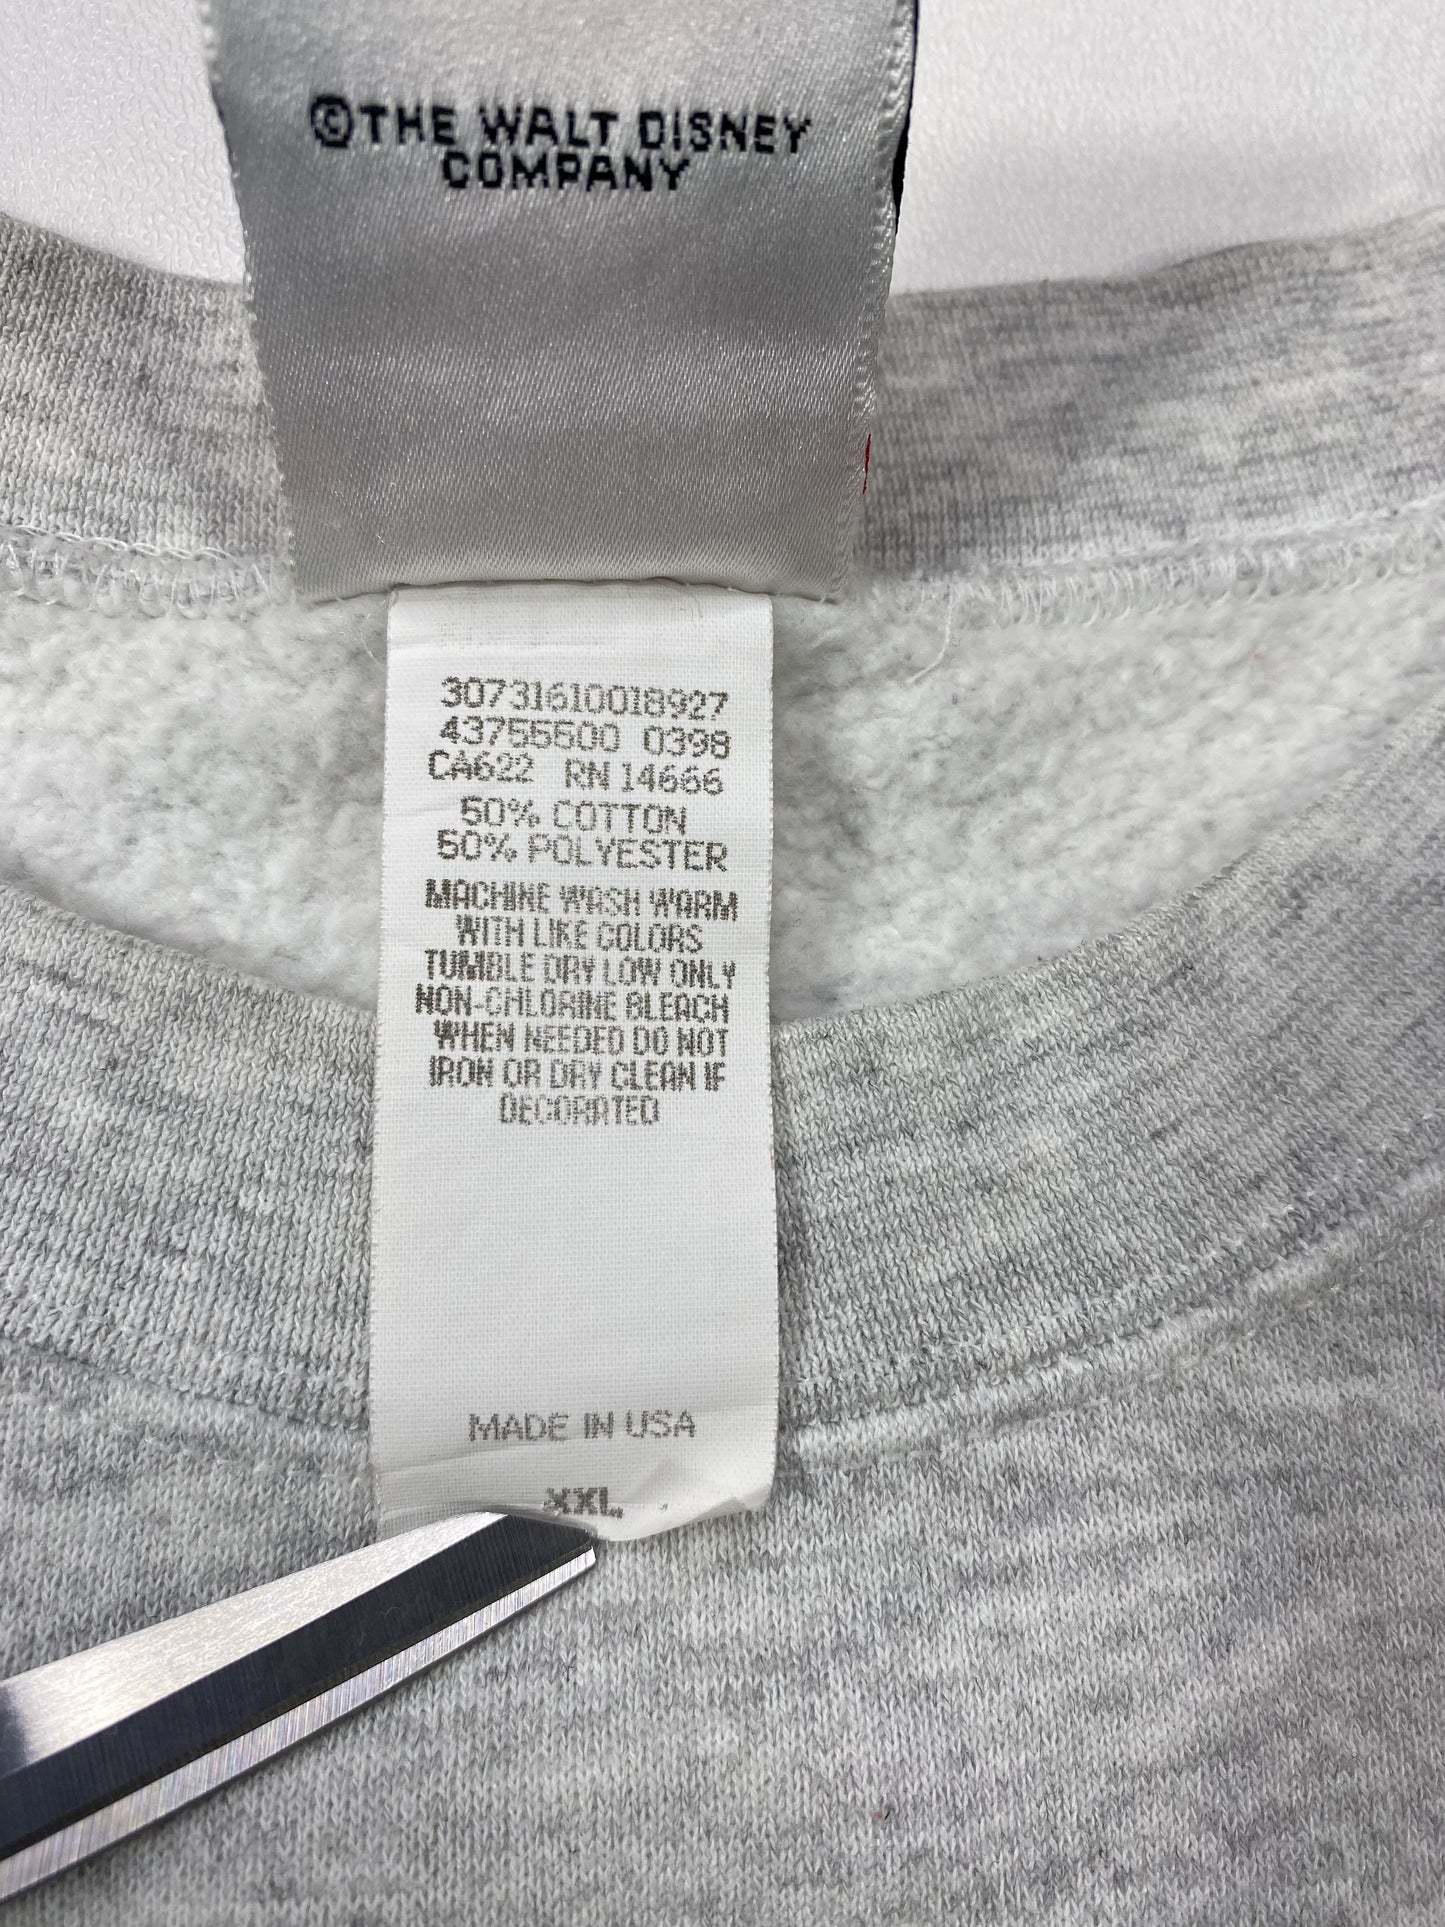 ©THE WALT DISNEY
COMPANY
30731610018927
43755500 0398
CA622 RN 14666
50% COTTON
50% POLYESTER
MACHINE WASH WARM
WITH LIKE COLORS
TUMBLE DRY LOW ONLY
NON-CHLORINE BLEACH
WHEN NEEDED DO NOT
IRON OR DRY CLEAN IF
DECORATED
MADE IN USA
XXL